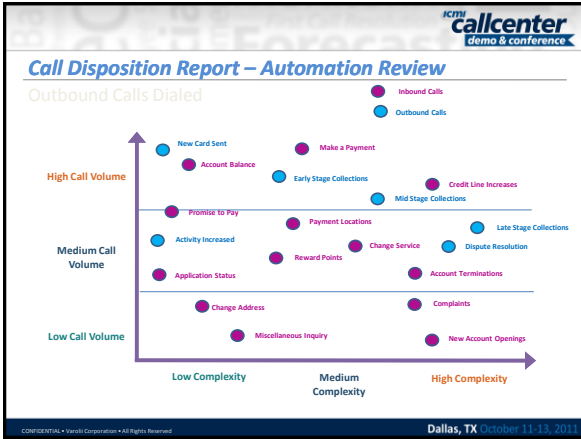 ICMI
callcenter
demo & conference
Call Disposition Report – Automation Review
Outbound Calls Dialed
Inbound Calls
Outbound Calls
New Card Sent
Make a Payment
Account Balance
High Call Volume
Early Stage Collections
Credit Line Increases
Mid Stage Collections
Promise to Pay
Payment Locations
Late Stage Collections
Activity Increased
Change Service
Dispute Resolution
Medium Call
Volume
Reward Points
Application Status
Account Terminations
Change Address
Complaints
Low Call Volume
Miscellaneous Inquiry
New Account Openings
Low Complexity
Medium
Complexity
High Complexity
CONFIDENTIAL • Varolii Corporation • All Rights Reserved
Dallas, TX October 11-13, 2011